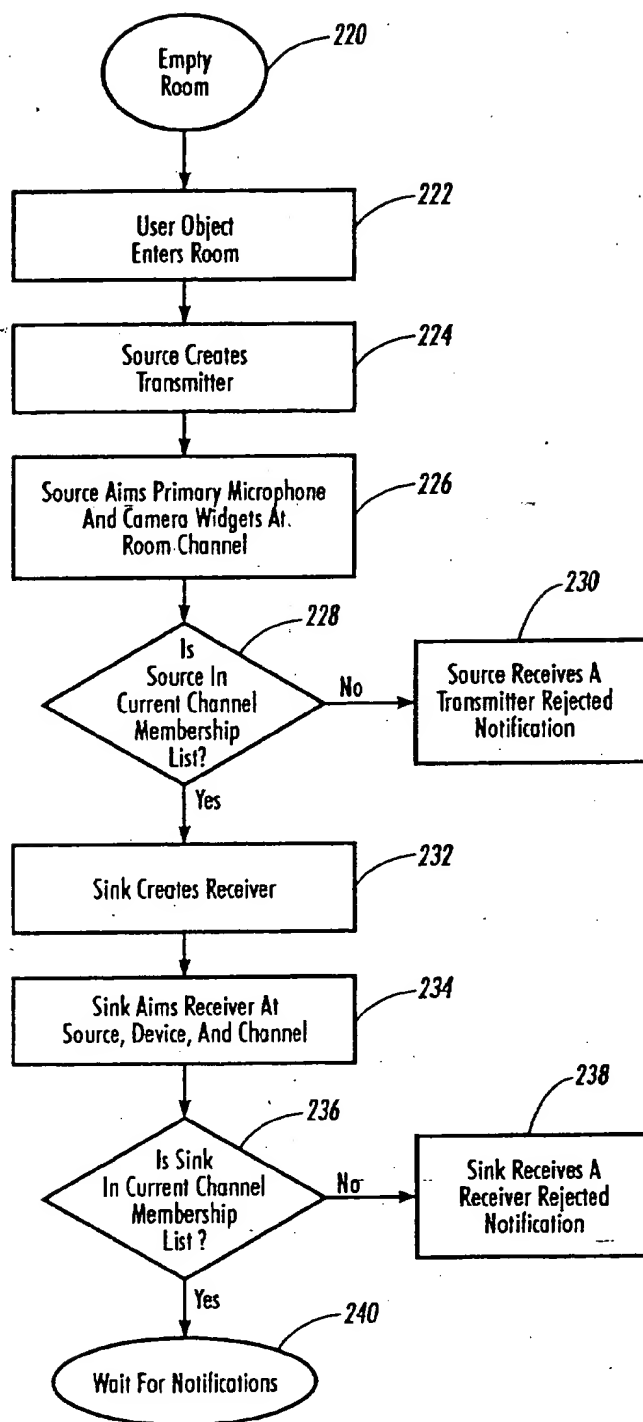 Empty
Room
220
User Object
Enters Room
222
Source Creates
Transmitter
224
Source Aims Primary Microphone
And Camera Widgets At.
Room Channel
226
Is
Source In
Current Channel
Membership
List?
228
No
Source Receives A
Transmitter Rejected
Notification
230
Yes
Sink Creates Receiver
232
Sink Aims Receiver At
Source, Device, And Channel
234
Is Sink
In Current Channel
Membership
List?
236
No
Sink Receives A
Receiver Rejected
Notification
238
Yes
Wait For Notifications
240